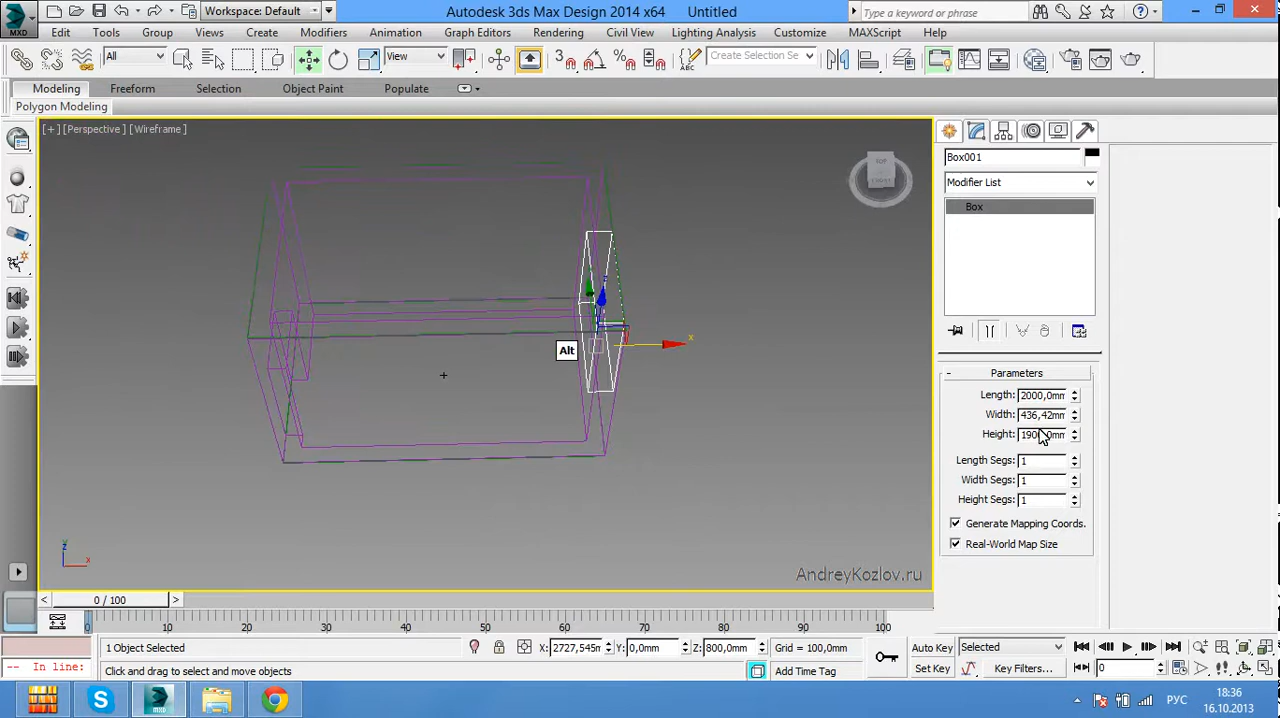 Workspace: Default
Autodesk 3ds Max Design 2014 x64 Untitled
Type a keyword or phrase
MXD
Edit Tools Group Views Create Modifiers Animation Graph Editors Rendering Civil View Lighting Analysis Customize MAXScript Help
All
View
Create Selection Se
Modeling Freeform Selection Object Paint Populate
Polygon Modeling
[+] [Perspective] [Wireframe]
TOP
Box001
Modifier List
Box
Alt
x
Parameters
Length: 2000,0mm
Width: 436,42mm
Height:
Length Segs: 1
Width Segs: 1
Height Segs: 1
Generate Mapping Coords.
Real-World Map Size
z
x
AndreyKozlov.ru
< 0 / 100 >
0 10 20 30 40 50 60 70 80 90 100
1 Object Selected
X: 2727,545m Y: 0,0mm Z: 800,0mm Grid = 100,0mm
Auto Key Selected
In line:
Click and drag to select and move objects
Add Time Tag
Set Key Key Filters... 0
РУС
18:36
16.10.2013